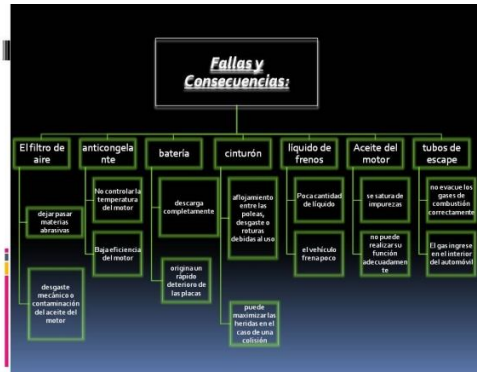 Fallas y
Consecuencias:
El filtro de
aire
dejar pasar
materias
abrasivas
desgaste
mecánico o
contaminación
del aceite del
motor
anticongela
nte
No controlar la
temperatura
del motor
Baja eficiencia
del motor
batería
descarga
completamente
origina un
rápido
deterioro de
las placas
cinturón
aflojamiento
entre las
poleas,
desgaste o
roturas
debidas al uso
puede
maximizar las
heridas en el
caso de una
colisión
líquido de
frenos
Poca cantidad
de líquido
el vehículo
frena poco
Aceite del
motor
se satura de
impurezas
no puede
realizar su
función
adecuadame
nte
tubos de
escape
no evacue los
gases de
combustión
correctamente
El gas ingrese
en el interior
del automóvil